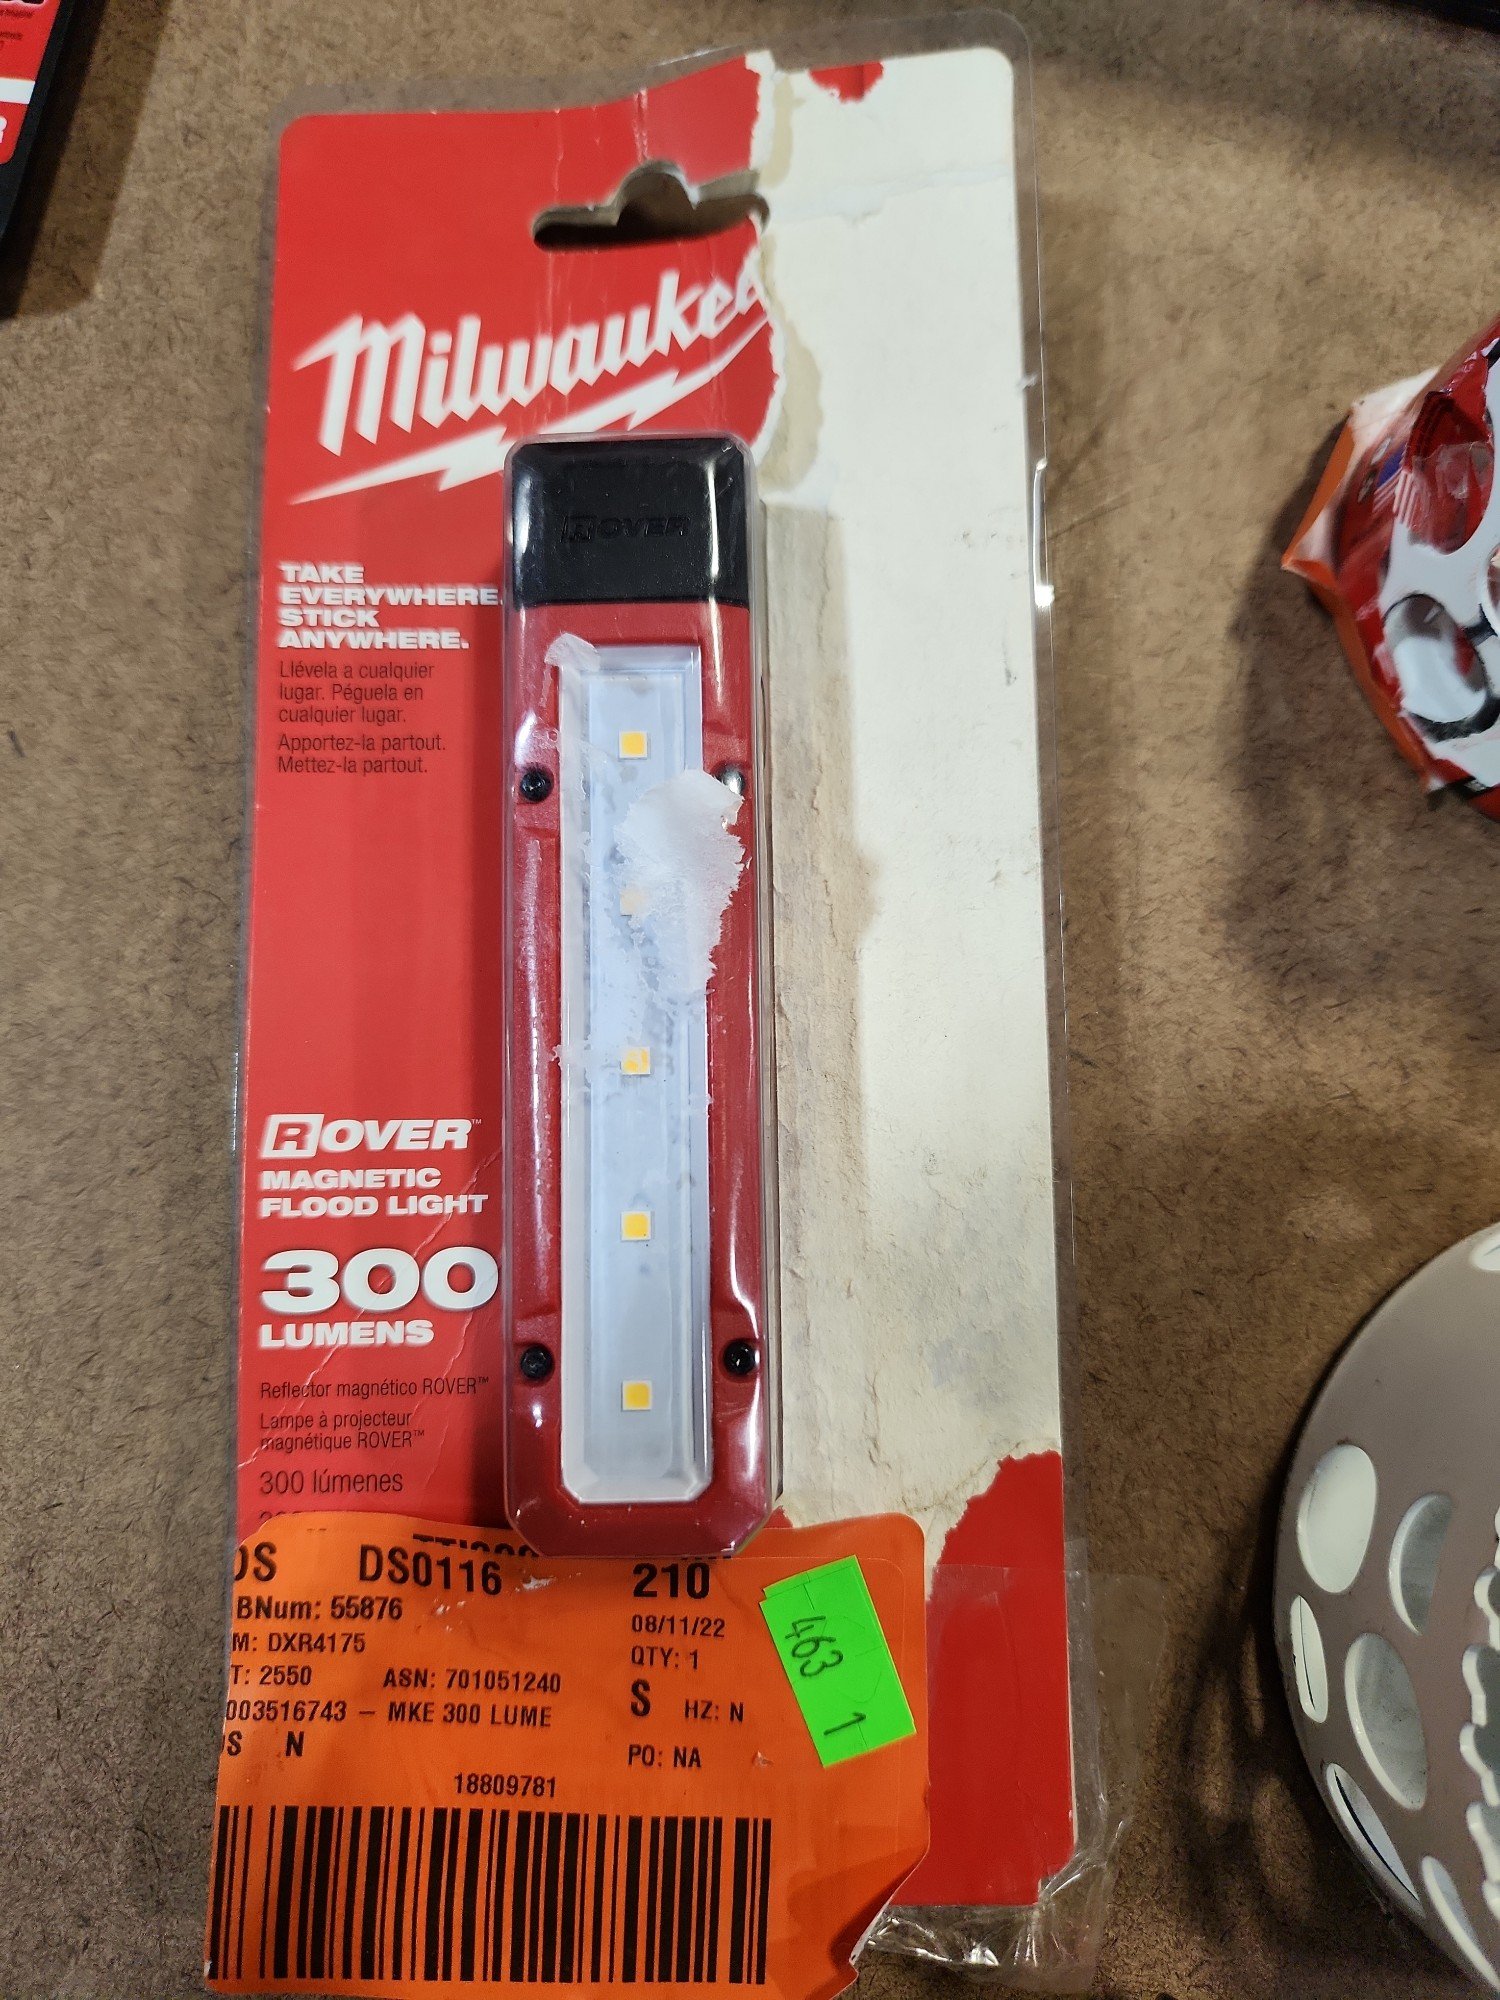 Milwaukee
ROVER
TAKE
EVERYWHERE.
STICK
ANYWHERE.
Llévela a cualquier
lugar. Péguela en
cualquier lugar.
Apportez-la partout.
Mettez-la partout.
ROVER™
MAGNETIC
FLOOD LIGHT
300
LUMENS
Reflector magnético ROVER™
Lampe à projecteur
magnétique ROVER™
300 lúmenes
DS DS0116 210
BNum: 55876 08/11/22
M: DXR4175 QTY: 1
T: 2550 ASN: 701051240 S HZ: N
003516743 – MKE 300 LUME
S N PO: NA
18809781
463
1